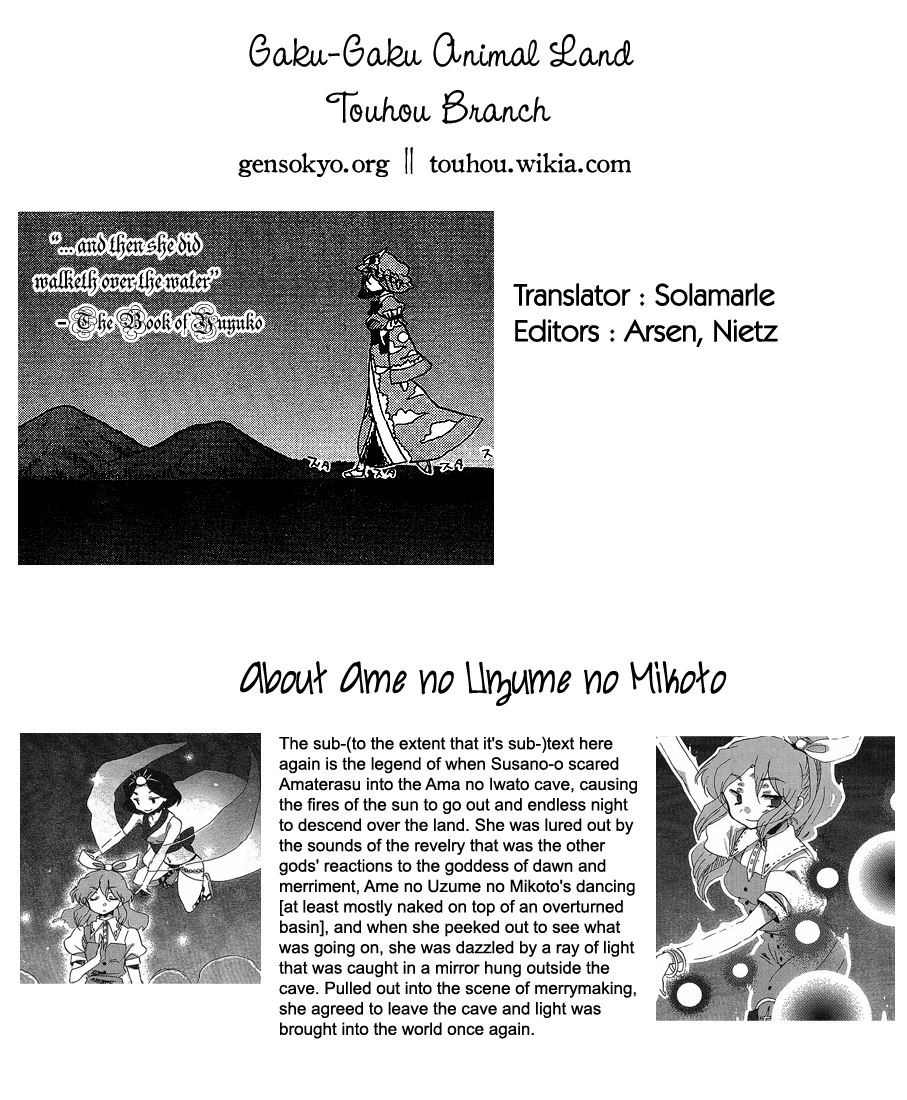 Gaku-Gaku Animal Land
Touhou Branch
gensokyo.org || touhou.wikia.com
"... and then she did
walketh over the water"
- The Book of Yuyuko
スタ
スタ
スタ
ス
Translator : Solamarle
Editors : Arsen, Nietz
About Ame no Uzume no Mikoto
The sub-(to the extent that it's sub-)text here
again is the legend of when Susano-o scared
Amaterasu into the Ama no Iwato cave, causing
the fires of the sun to go out and endless night
to descend over the land. She was lured out by
the sounds of the revelry that was the other
gods' reactions to the goddess of dawn and
merriment, Ame no Uzume no Mikoto's dancing
[at least mostly naked on top of an overturned
basin], and when she peeked out to see what
was going on, she was dazzled by a ray of light
that was caught in a mirror hung outside the
cave. Pulled out into the scene of merrymaking,
she agreed to leave the cave and light was
brought into the world once again.